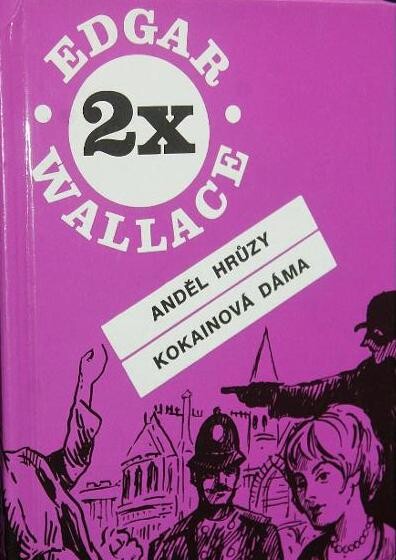 EDGAR
2x
WALLACE
ANDĚL HRŮZY
KOKAINOVÁ DÁMA